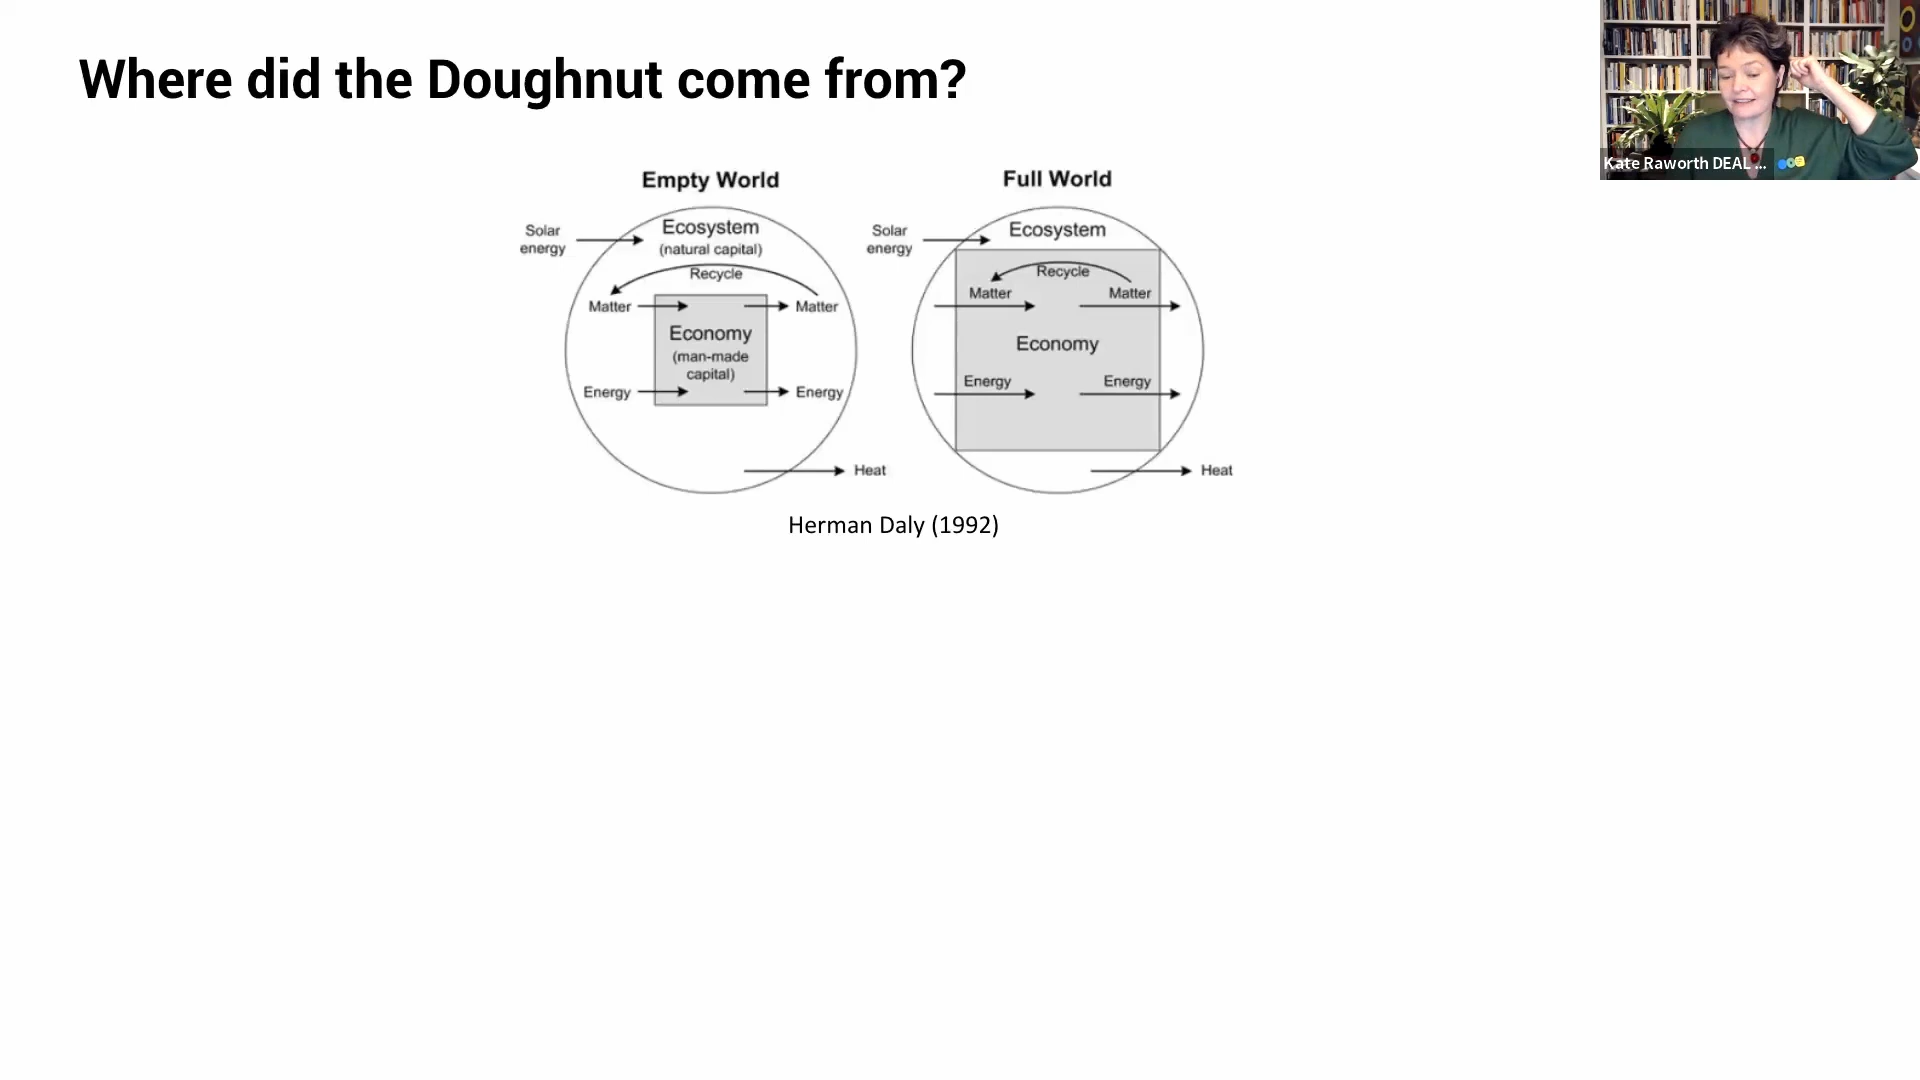 Where did the Doughnut come from?
Kate Raworth DEAL ...
Empty World
Solar
energy
Ecosystem
(natural capital)
Recycle
Matter
Matter
Economy
(man-made
capital)
Energy
Energy
Heat
Full World
Solar
energy
Ecosystem
Recycle
Matter
Matter
Economy
Energy
Energy
Heat
Herman Daly (1992)